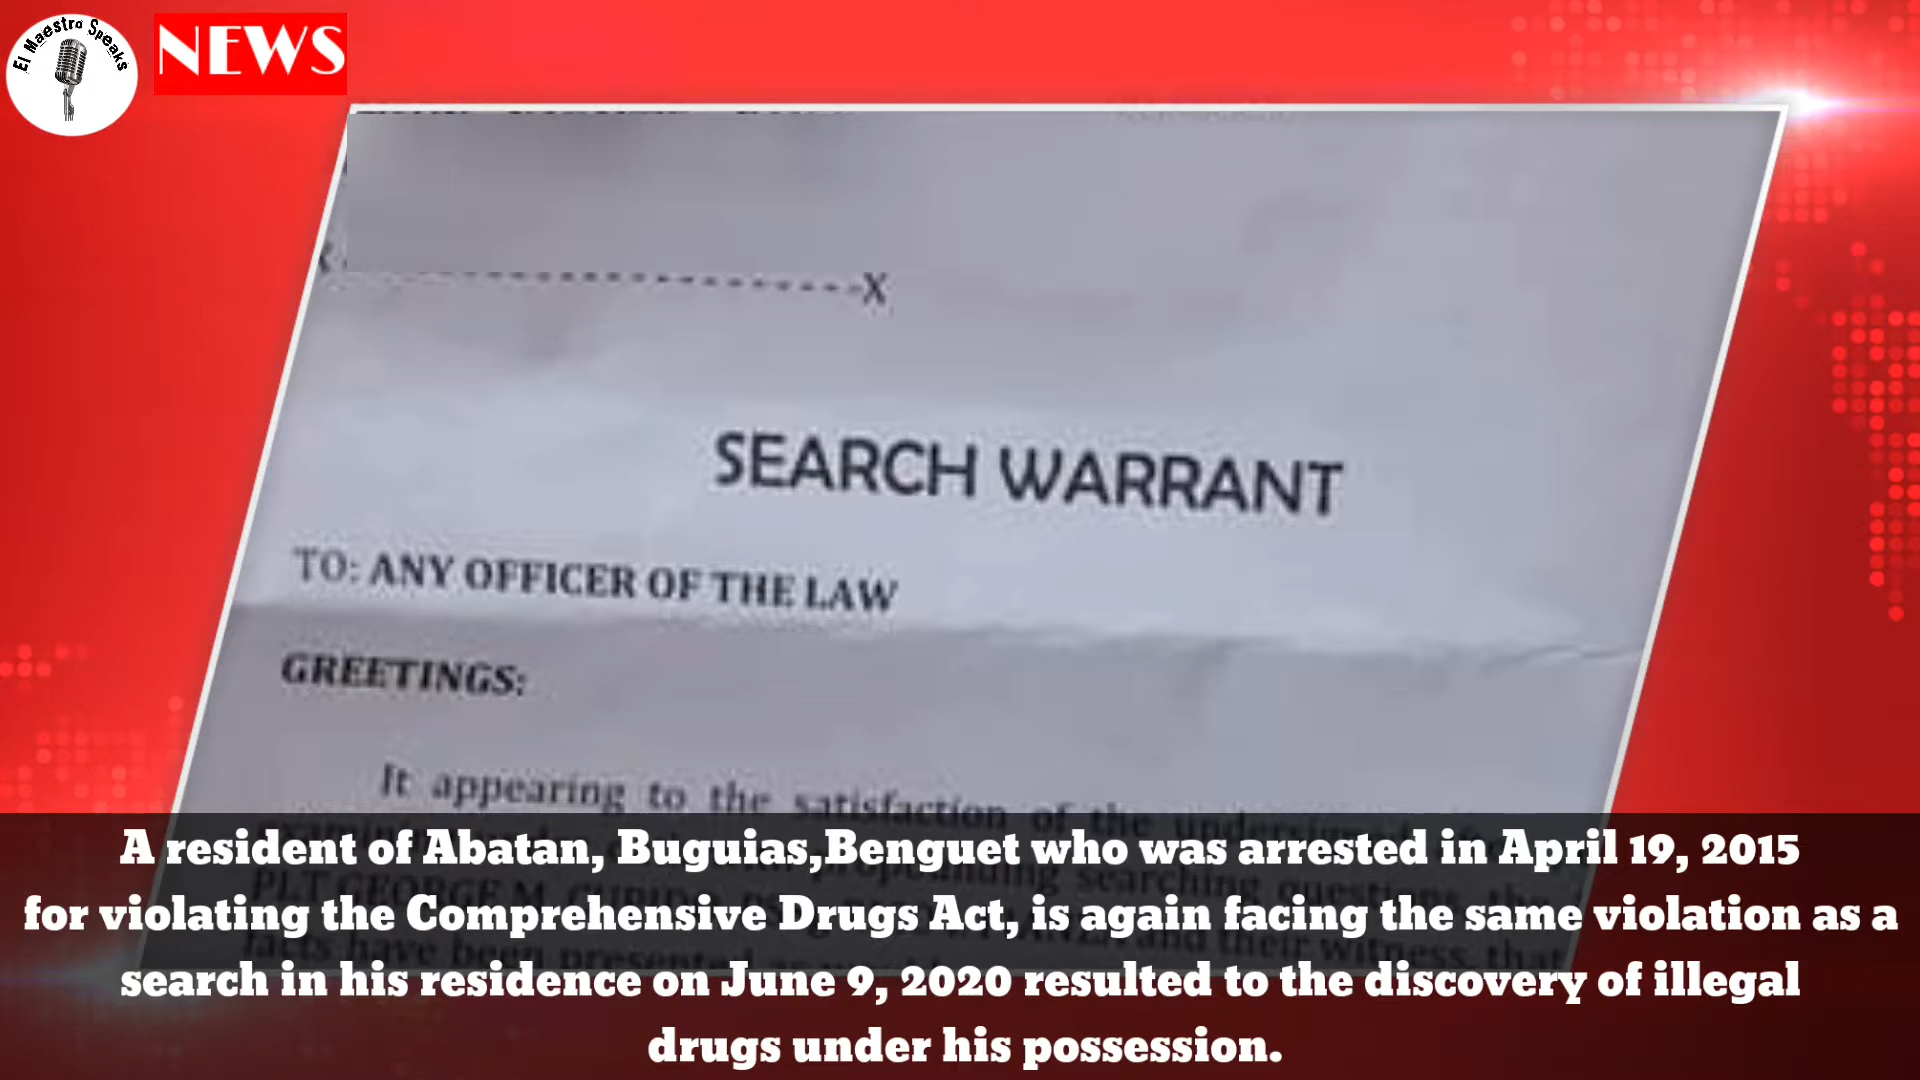 El Maestro Speaks
NEWS
X
SEARCH WARRANT
TO: ANY OFFICER OF THE LAW
GREETINGS:
It appearing to the satisfaction of the
A resident of Abatan, Buguias,Benguet who was arrested in April 19, 2015
for violating the Comprehensive Drugs Act, is again facing the same violation as a
search in his residence on June 9, 2020 resulted to the discovery of illegal
drugs under his possession.